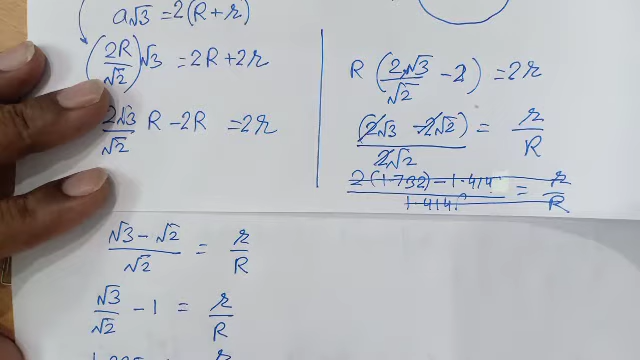 a√3 = 2(R + r)
(2R/√2)√3 = 2R + 2r
2√3/√2 R - 2R = 2r
R(2√3/√2 - 2) = 2r
(2√3 - 2√2)/2√2 = r/R
2(1.732) - 1.414/1.414 = r/R
√3 - √2/√2 = r/R
√3/√2 - 1 = r/R